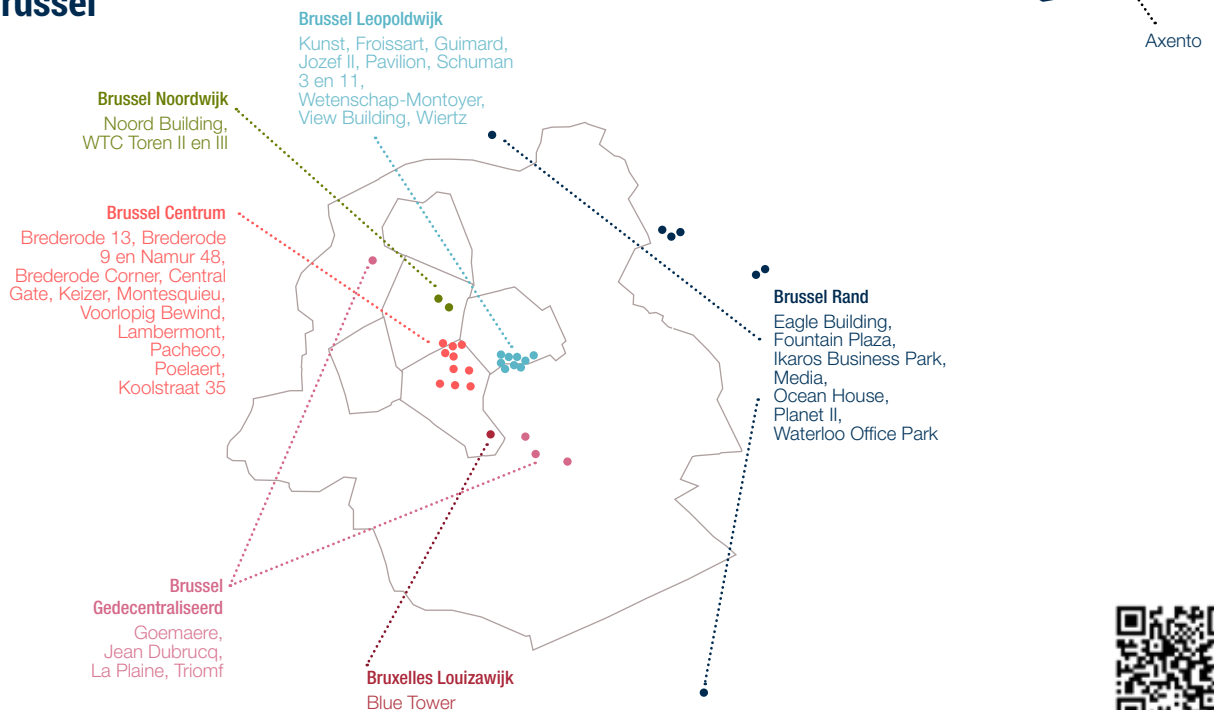 Brussel Leopoldwijk
Kunst, Froissart, Guimard,
Jozef II, Pavilion, Schuman
3 en 11,
Wetenschap-Montoyer,
View Building, Wiertz
Axento
Brussel Noordwijk
Noord Building,
WTC Toren II en III
Brussel Centrum
Brederode 13, Brederode
9 en Namur 48,
Brederode Corner, Central
Gate, Keizer, Montesquieu,
Voorlopig Bewind,
Lambermont,
Pacheco,
Poelaert,
Koolstraat 35
Brussel Rand
Eagle Building,
Fountain Plaza,
Ikaros Business Park,
Media,
Ocean House,
Planet II,
Waterloo Office Park
Brussel
Gedecentraliseerd
Goemaere,
Jean Dubrucq,
La Plaine, Triomf
Bruxelles Louizawijk
Blue Tower